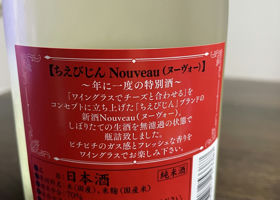 【ちえびじん Nouveau(ヌーヴォー)】
~年に一度の特別酒~
「ワイングラスでチーズと合わせる」を
コンセプトに立ち上げた「ちえびじん」ブランドの
新酒Nouveau(ヌーヴォー)。
しぼりたての生酒を無濾過の状態で
瓶詰致しました。
ピチピチのガス感とフレッシュな香りを
ワイングラスでお楽しみ下さい。
日本酒
純米酒
米(国産)、米麹(国産米)